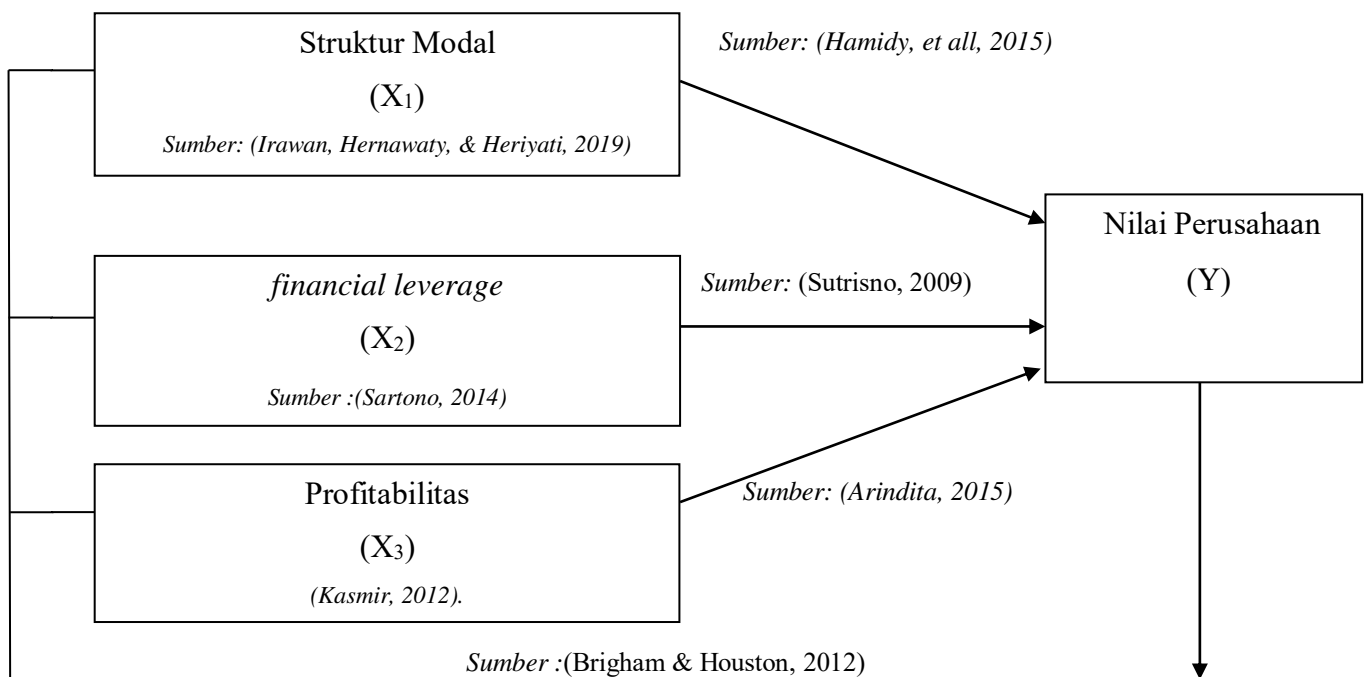 Struktur Modal
(X₁)
Sumber: (Irawan, Hernawaty, & Heriyati, 2019)
Sumber: (Hamidy, et all, 2015)
Nilai Perusahaan
(Y)
financial leverage
(X₂)
Sumber :(Sartono, 2014)
Sumber: (Sutrisno, 2009)
Profitabilitas
(X₃)
(Kasmir, 2012).
Sumber: (Arindita, 2015)
Sumber :(Brigham & Houston, 2012)